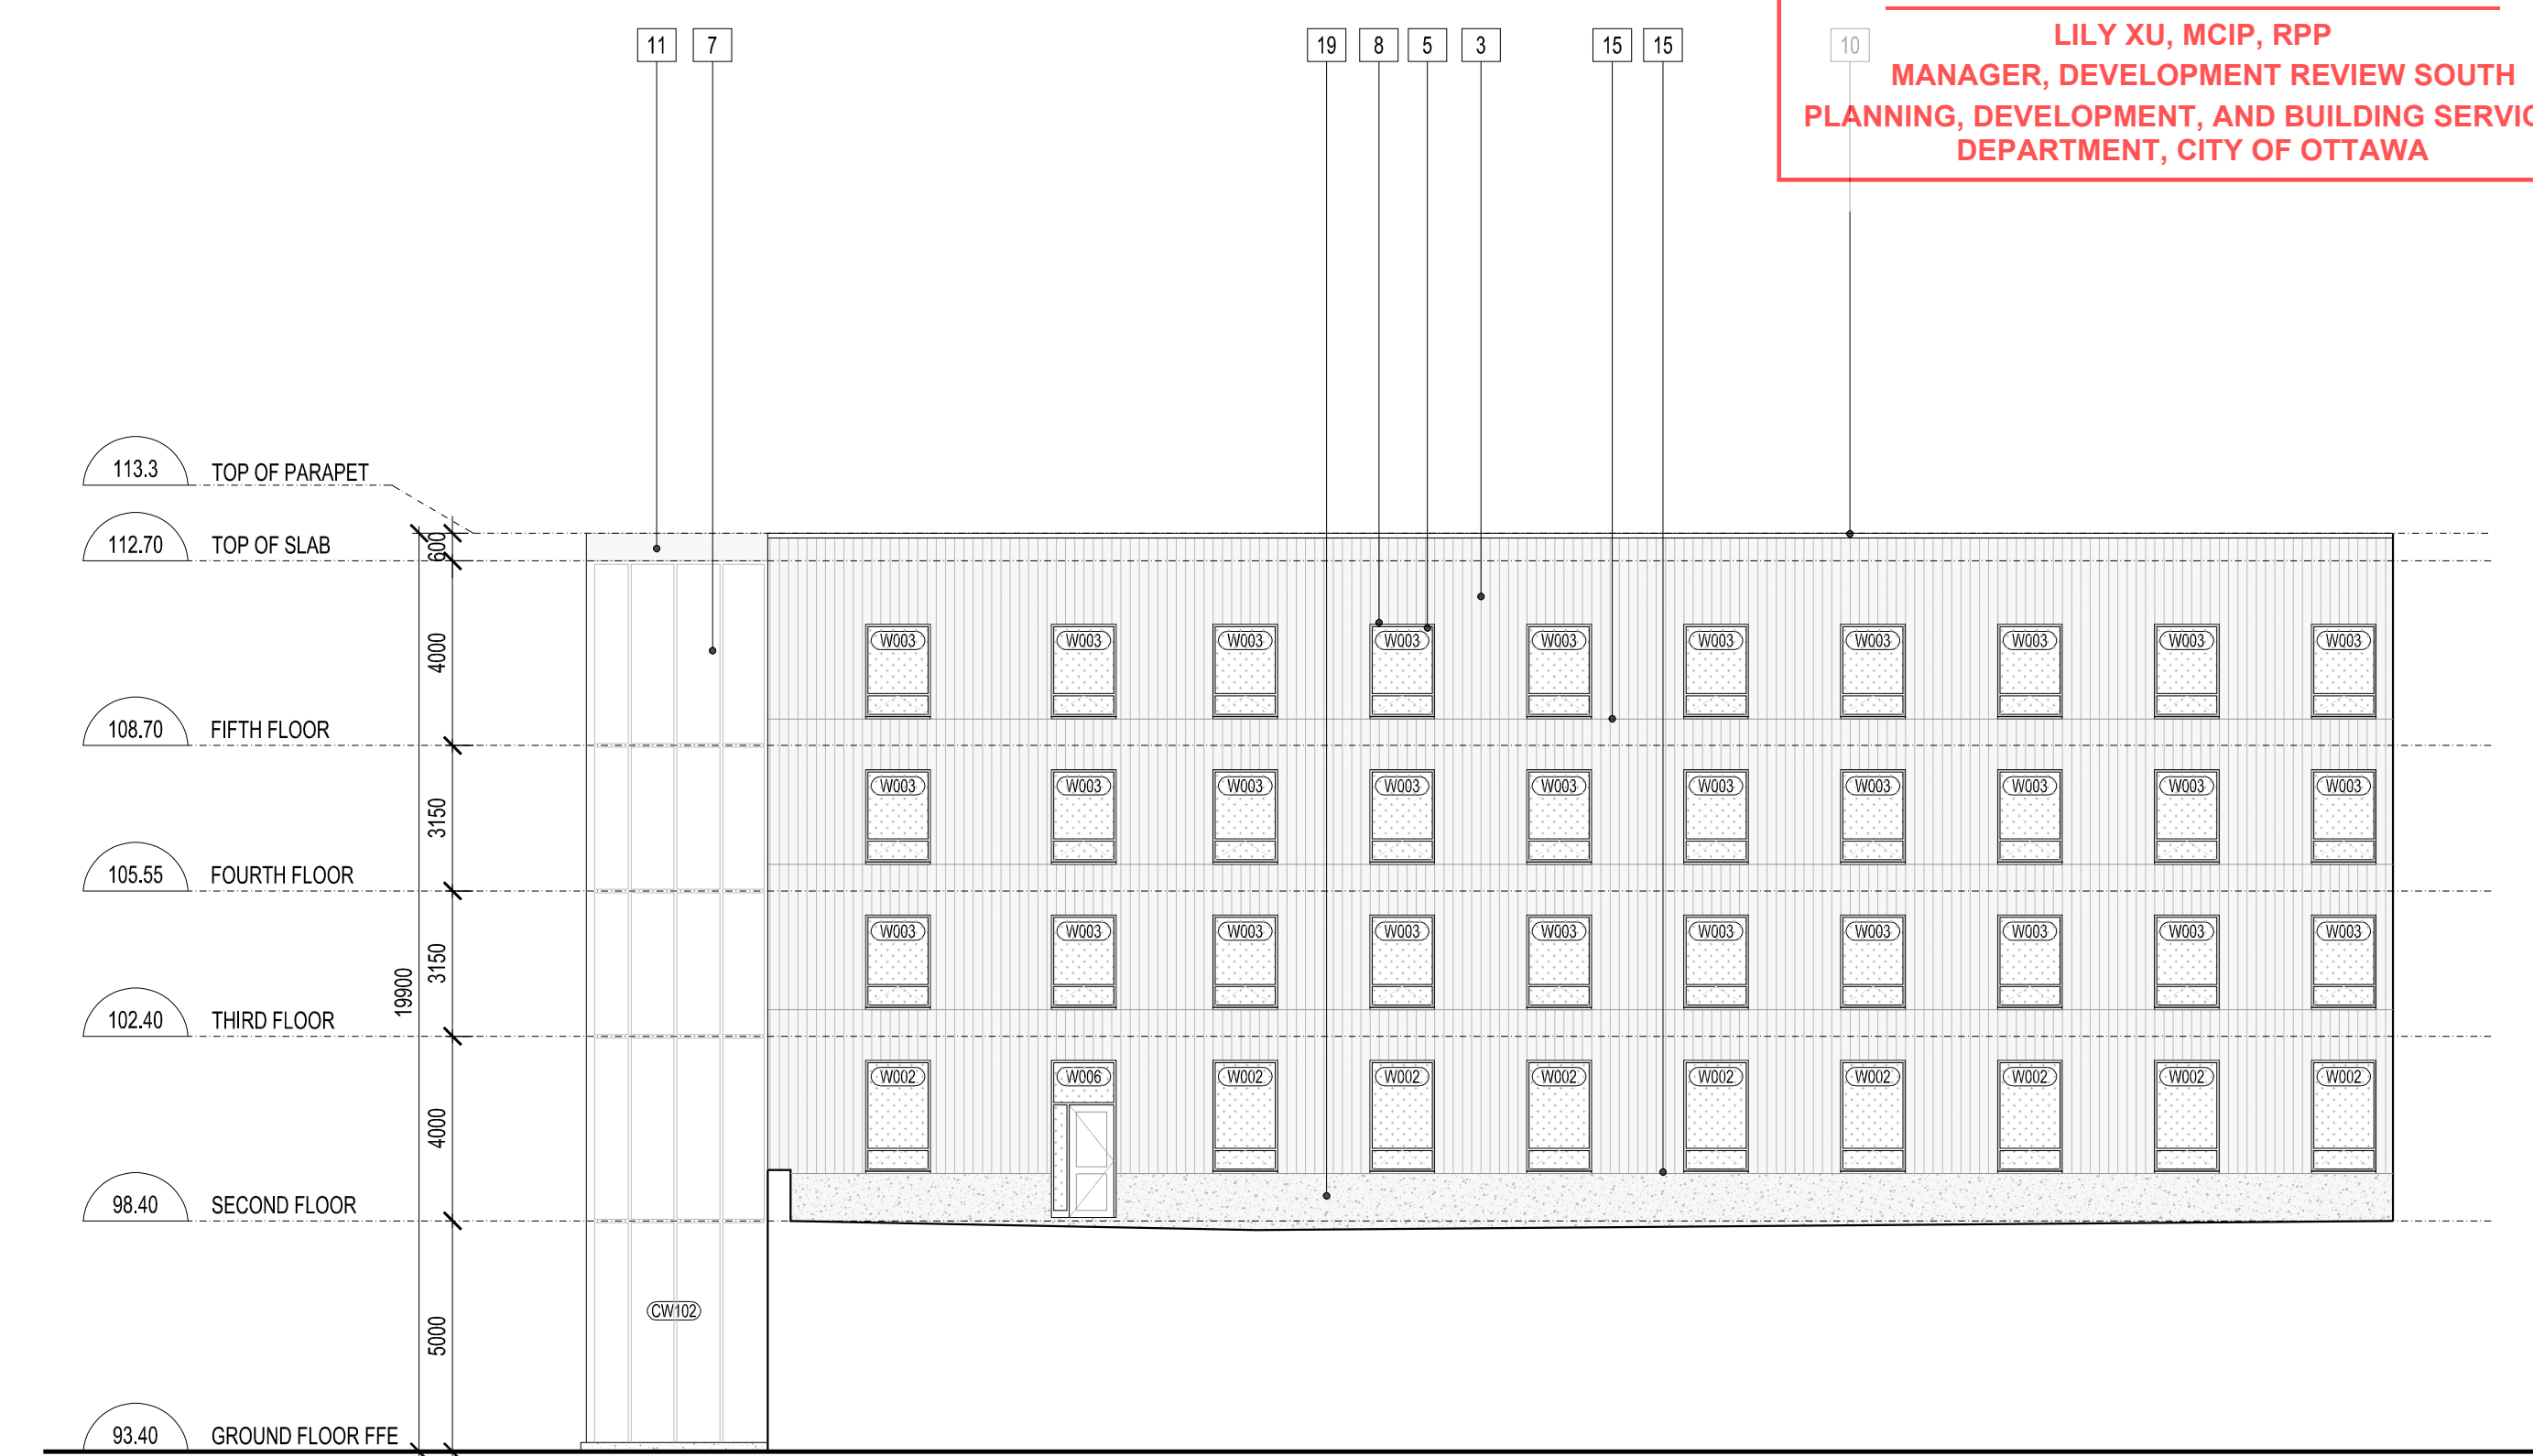 LILY XU, MCIP, RPP
MANAGER, DEVELOPMENT REVIEW SOUTH
PLANNING, DEVELOPMENT, AND BUILDING
DEPARTMENT, CITY OF OTTAWA
11 7 19 8 5 3 15 15 10
113.3 TOP OF PARAPET
112.70 TOP OF SLAB
600
4000
W003 W003 W003 W003 W003 W003 W003 W003 W003 W003
108.70 FIFTH FLOOR
3150
W003 W003 W003 W003 W003 W003 W003 W003 W003 W003
105.55 FOURTH FLOOR
3150
19900
W003 W003 W003 W003 W003 W003 W003 W003 W003 W003
102.40 THIRD FLOOR
4000
W002 W006 W002 W002 W002 W002 W002 W002 W002 W002
98.40 SECOND FLOOR
5000
CW102
93.40 GROUND FLOOR FFE